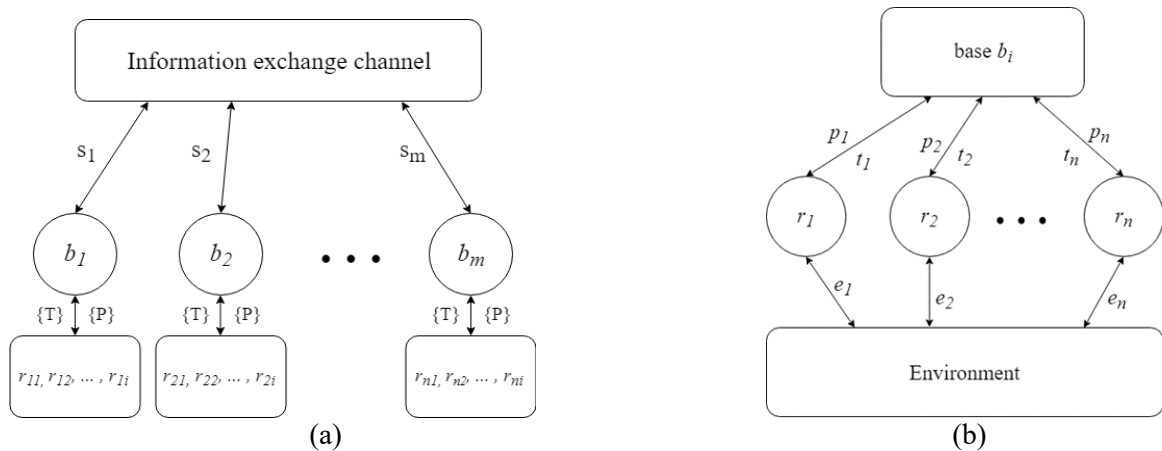 Information exchange channel
s1 s2 sm
b1 b2 • • • bm
{T} {P} {T} {P} {T} {P}
r11, r12, ... , r1i r21, r22, ... , r2i rn1, rn2, ... , rni
(a)
base bi
p1 p2 pn
t1 t2 tn
r1 r2 • • • rn
e1 e2 en
Environment
(b)